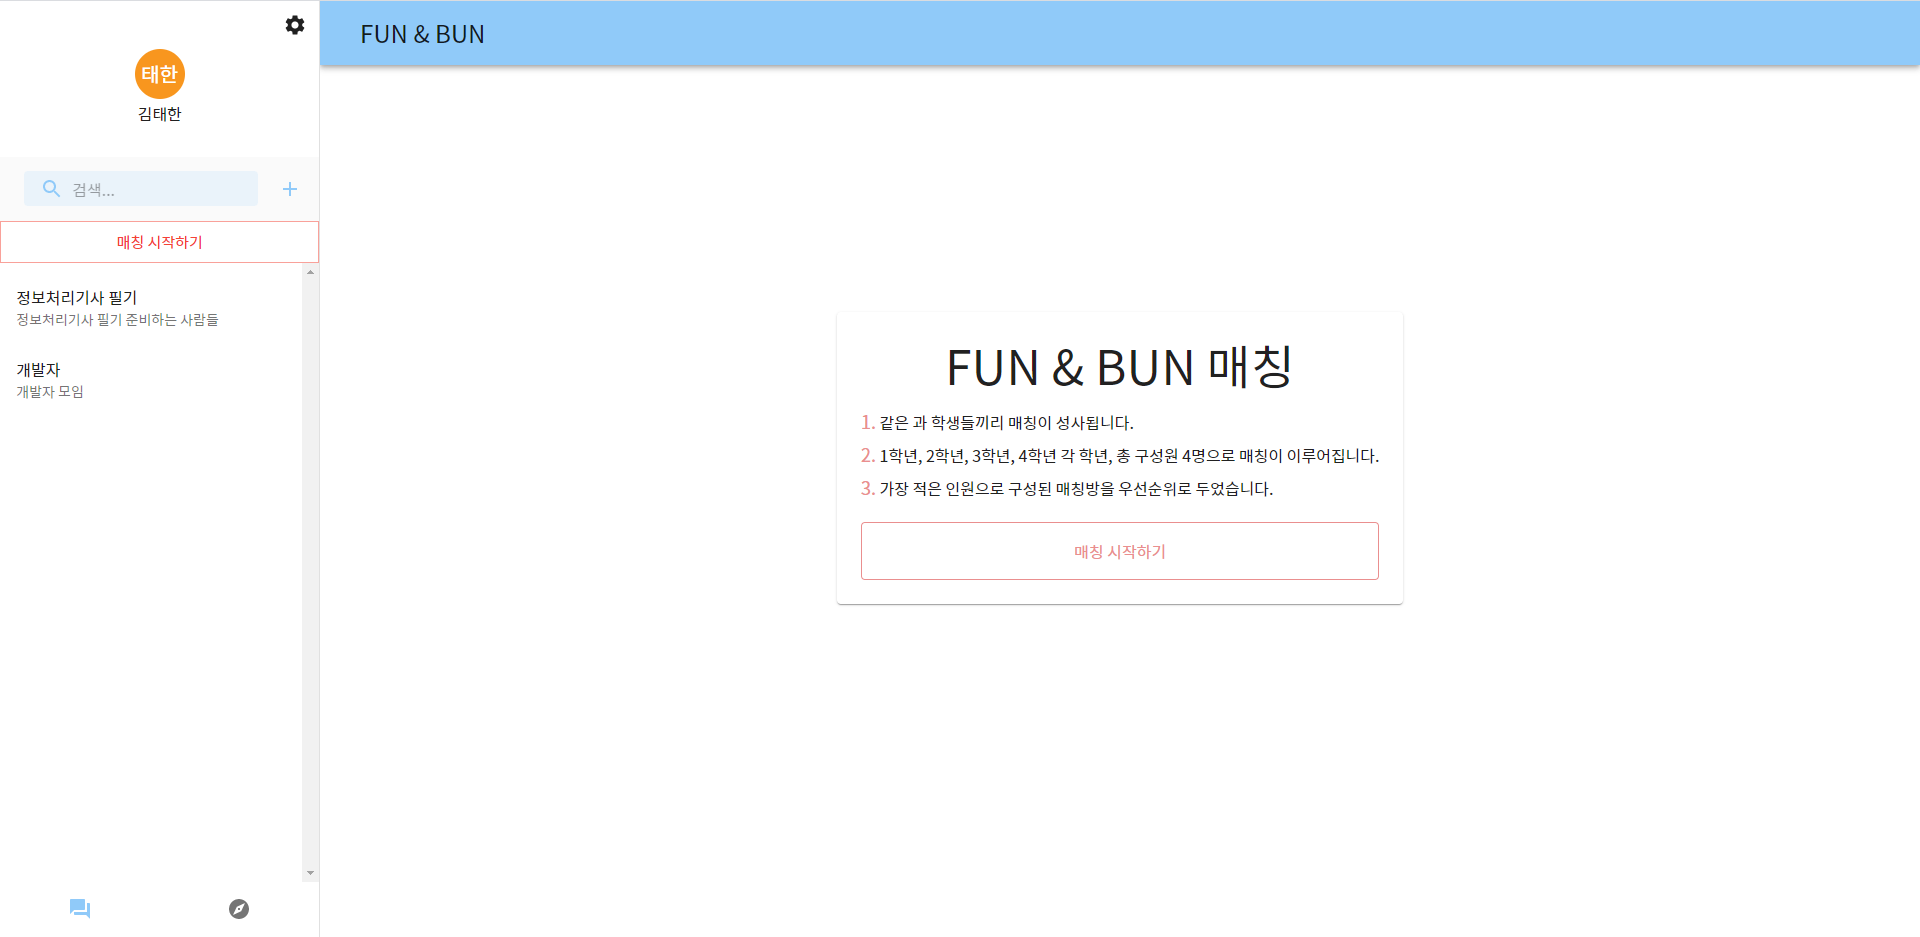 태한
김태한
검색...
매칭 시작하기
정보처리기사 필기
정보처리기사 필기 준비하는 사람들
개발자
개발자 모임
FUN & BUN
FUN & BUN 매칭
1. 같은 과 학생들끼리 매칭이 성사됩니다.
2. 1학년, 2학년, 3학년, 4학년 각 학년, 총 구성원 4명으로 매칭이 이루어집니다.
3. 가장 적은 인원으로 구성된 매칭방을 우선순위로 두었습니다.
매칭 시작하기